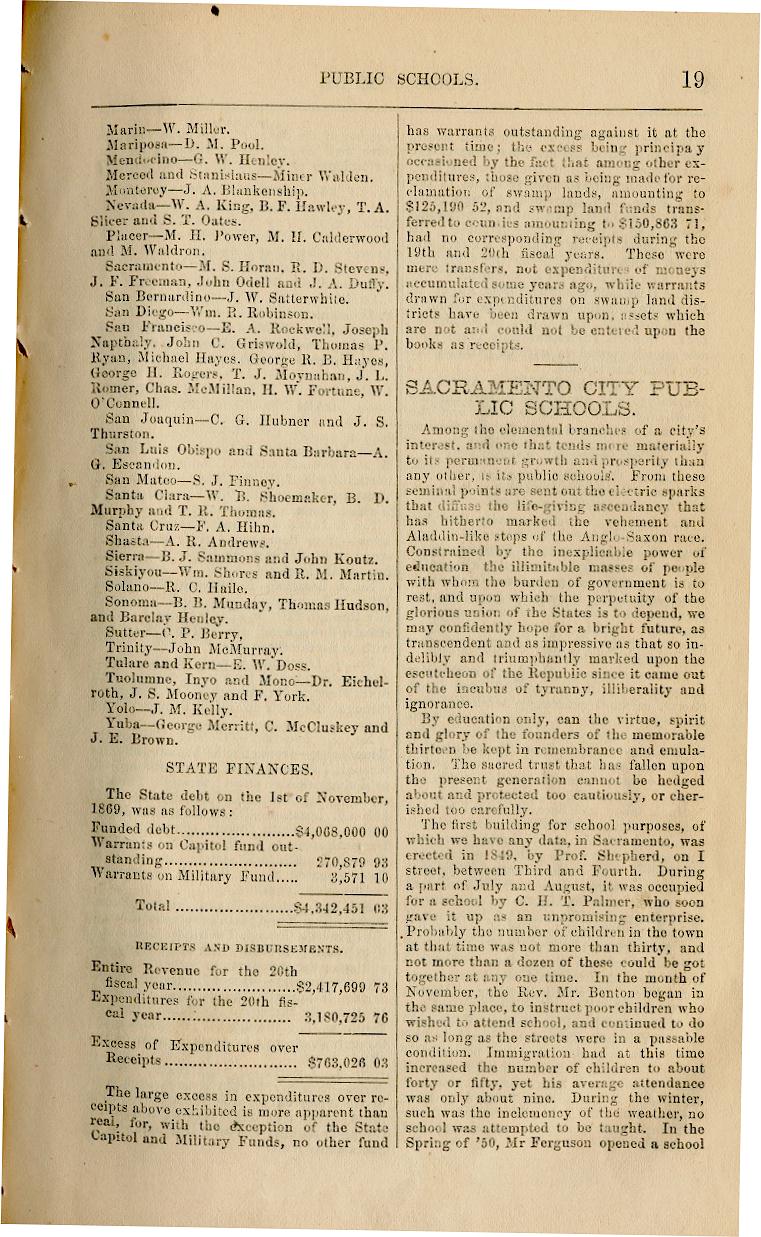 PUBLIC SCHOOLS.
19
Marin—W. Miller.
Mariposa—D. M. Pool.
Mendocino—G. W. Henley.
Merced and Stanislaus—Miner Walden.
Monterey—J. A. Blankenship.
Nevada—W. A. King, B. F. Hawley, T. A.
Slicer and S. T. Oates.
Placer—M. H. Power, M. H. Calderwood
and M. Waldron.
Sacramento—M. S. Horan, R. D. Stevens,
J. F. Freeman, John Odell and J. A. Duffy.
San Bernardino—J. W. Satterwhite.
San Diego—Wm. R. Robinson.
San Francisco—E. A. Rockwell, Joseph
Napthaly, John C. Griswold, Thomas P.
Ryan, Michael Hayes, George R. B. Hayes,
George H. Rogers, T. J. Moynahan, J. L.
Romer, Chas. McMillan, H. W. Fortune, W.
O'Connell.
San Joaquin—C. G. Hubner and J. S.
Thurston.
San Luis Obispo and Santa Barbara—A.
G. Escandon.
San Mateo—S. J. Finney.
Santa Clara—W. B. Shoemaker, B. D.
Murphy and T. R. Thomas.
Santa Cruz—F. A. Hihn.
Shasta—A. R. Andrews.
Sierra—B. J. Sammons and John Koutz.
Siskiyou—Wm. Shores and R. M. Martin.
Solano—R. C. Haile.
Sonoma—B. B. Munday, Thomas Hudson,
and Barclay Henley.
Sutter—C. P. Berry,
Trinity—John McMurray.
Tulare and Kern—E. W. Doss.
Tuolumne, Inyo and Mono—Dr. Eichel-
roth, J. S. Mooney and F. York.
Yolo—J. M. Kelly.
Yuba—George Merritt, C. McCluskey and
J. E. Brown.
STATE FINANCES.
The State debt on the 1st of November,
1869, was as follows:
Funded debt........................$4,068,000 00
Warrants on Capitol fund out-
standing........................... 270,879 93
Warrants on Military Fund..... 3,571 10
Total ........................$4,342,451 03
RECEIPTS AND DISBURSEMENTS.
Entire Revenue for the 20th
fiscal year.........................$2,417,699 73
Expenditures for the 20th fis-
cal year........................... 3,180,725 76
Excess of Expenditures over
Receipts........................... $763,026 03
The large excess in expenditures over re-
ceipts above exhibited is more apparent than
real, for, with the exception of the State
Capitol and Military Funds, no other fund
has warrants outstanding against it at the
present time; the excess being principa y
occasioned by the fact that among other ex-
penditures, those given as being made for re-
clamation of swamp lands, amounting to
$125,190 52, and swamp land funds trans-
ferred to counties amounting to $150,863 71,
had no corresponding receipts during the
19th and 20th fiscal years. These were
mere transfers, not expenditures of moneys
accumulated some years ago, while warrants
drawn for expenditures on swamp land dis-
tricts have been drawn upon, assets which
are not and could not be entered upon the
books as receipts.
SACRAMENTO CITY PUB-
LIC SCHOOLS.
Among the elemental branches of a city's
interest, and one that tends more materially
to its permanent growth and prosperity than
any other, is its public schools. From these
seminal points are sent out the electric sparks
that diffuse the life-giving ascendancy that
has hitherto marked the vehement and
Aladdin-like steps of the Anglo-Saxon race.
Constrained by the inexplicable power of
education the illimitable masses of people
with whom the burden of government is to
rest, and upon which the perpetuity of the
glorious union of the States is to depend, we
may confidently hope for a bright future, as
transcendent and as impressive as that so in-
delibly and triumphantly marked upon the
escutcheon of the Republic since it came out
of the incubus of tyranny, illiberality and
ignorance.
By education only, can the virtue, spirit
and glory of the founders of the memorable
thirteen be kept in remembrance and emula-
tion. The sacred trust that has fallen upon
the present generation cannot be hedged
about and protected too cautiously, or cher-
ished too carefully.
The first building for school purposes, of
which we have any data, in Sacramento, was
erected in 1849, by Prof. Shepherd, on I
street, between Third and Fourth. During
a part of July and August, it was occupied
for a school by C. H. T. Palmer, who soon
gave it up as an unpromising enterprise.
Probably the number of children in the town
at that time was not more than thirty, and
not more than a dozen of these could be got
together at any one time. In the month of
November, the Rev. Mr. Benton began in
the same place, to instruct poor children who
wished to attend school, and continued to do
so as long as the streets were in a passable
condition. Immigration had at this time
increased the number of children to about
forty or fifty, yet his average attendance
was only about nine. During the winter,
such was the inclemency of the weather, no
school was attempted to be taught. In the
Spring of '50, Mr Ferguson opened a school